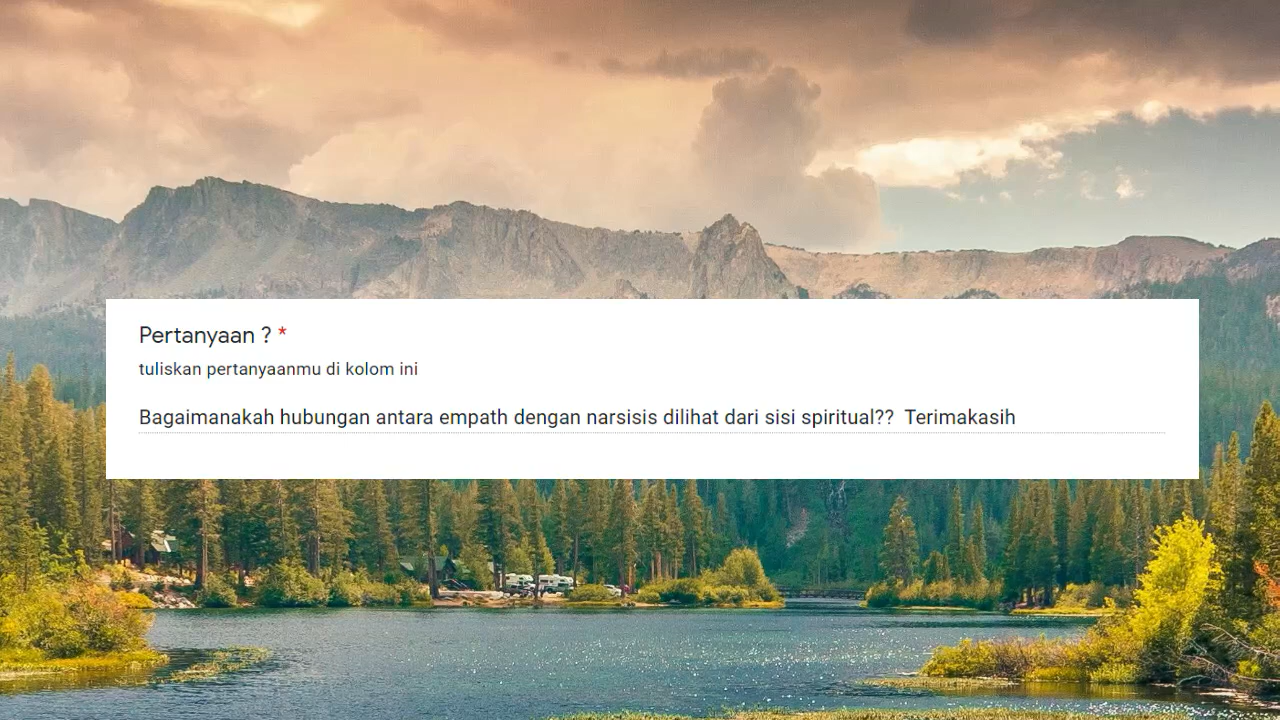 Pertanyaan ? *
tuliskan pertanyaanmu di kolom ini
Bagaimanakah hubungan antara empath dengan narsisis dilihat dari sisi spiritual??  Terimakasih